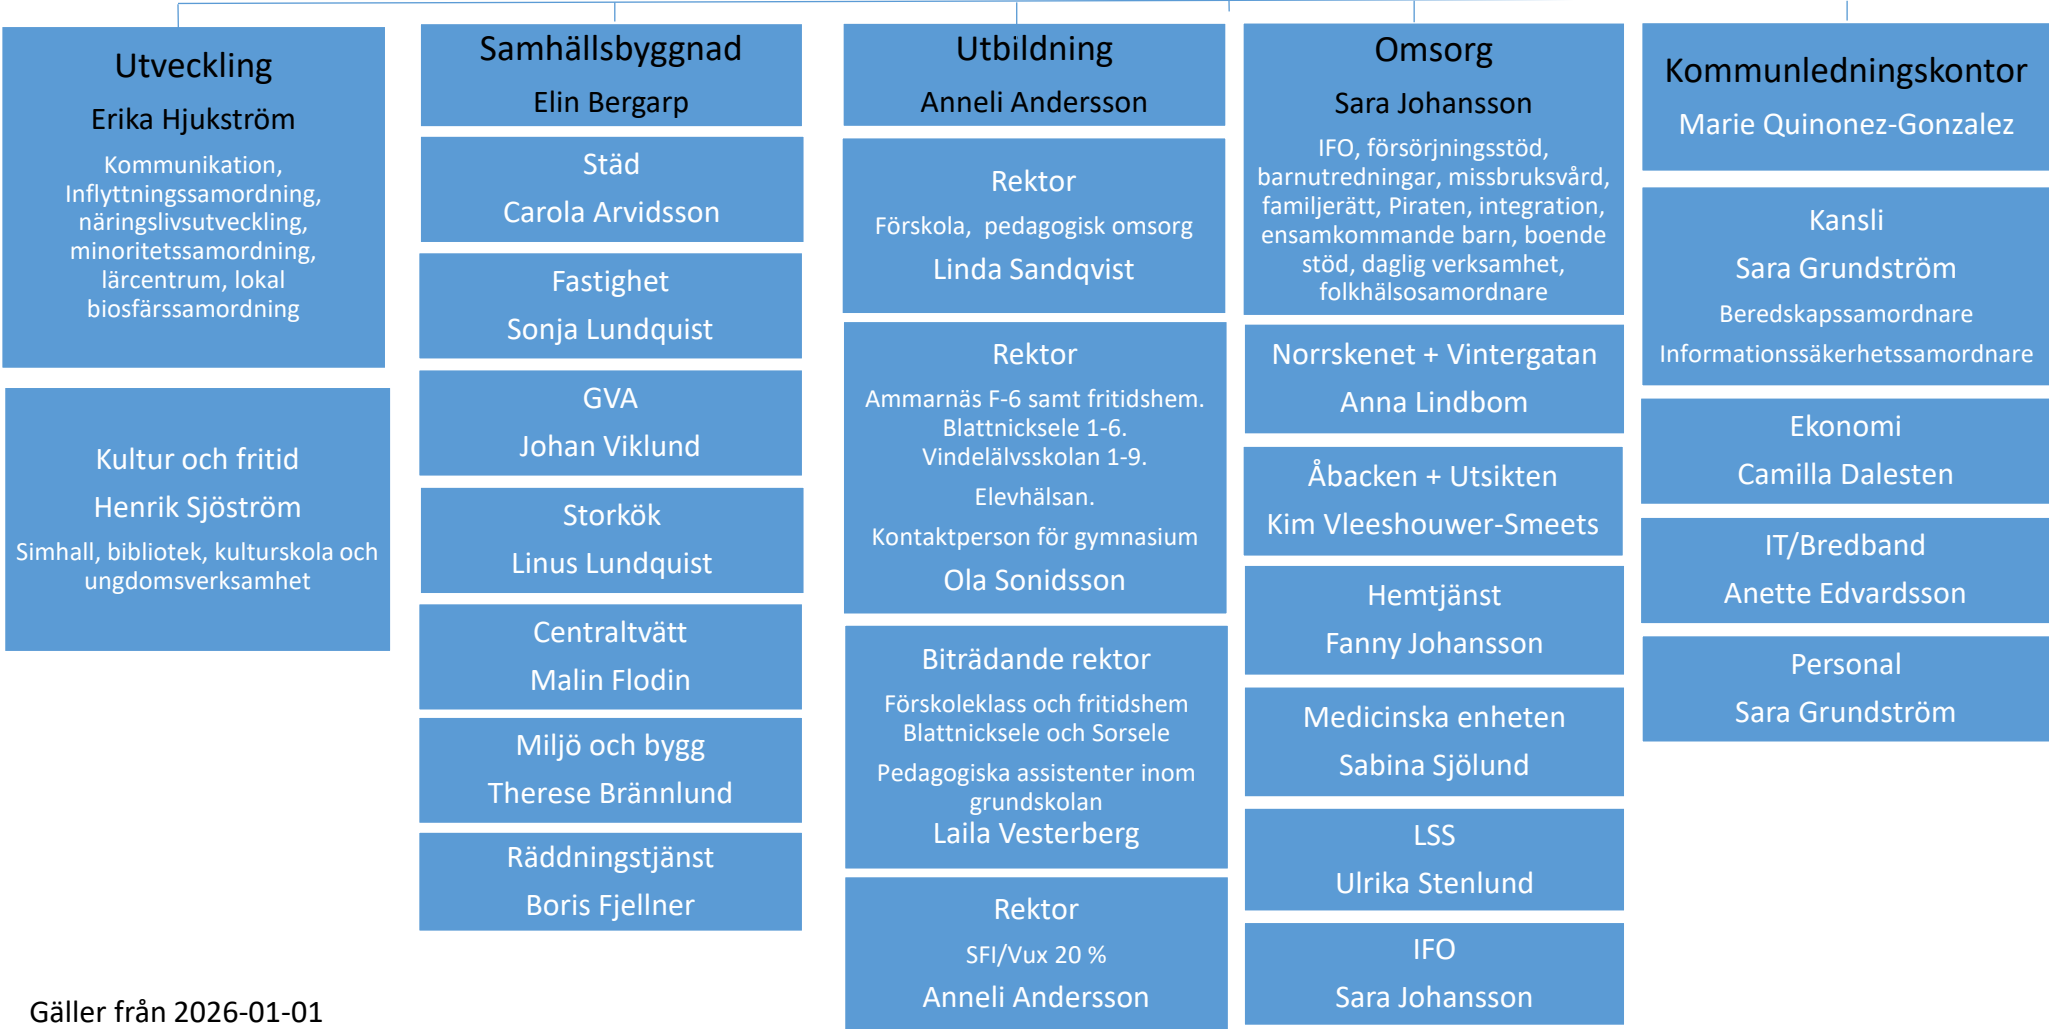 Utveckling
Erika Hjukström
Kommunikation,
Inflyttningssamordning,
näringslivsutveckling,
minoritetssamordning,
lärcentrum, lokal
biosfärssamordning
Kultur och fritid
Henrik Sjöström
Simhall, bibliotek, kulturskola och
ungdomsverksamhet
Samhällsbyggnad
Elin Bergarp
Städ
Carola Arvidsson
Fastighet
Sonja Lundquist
GVA
Johan Viklund
Storkök
Linus Lundquist
Centraltvätt
Malin Flodin
Miljö och bygg
Therese Brännlund
Räddningstjänst
Boris Fjellner
Utbildning
Anneli Andersson
Rektor
Förskola, pedagogisk omsorg
Linda Sandqvist
Rektor
Ammarnäs F-6 samt fritidshem.
Blattnicksele 1-6.
Vindelälvsskolan 1-9.
Elevhälsan.
Kontaktperson för gymnasium
Ola Sonidsson
Biträdande rektor
Förskoleklass och fritidshem
Blattnicksele och Sorsele
Pedagogiska assistenter inom
grundskolan
Laila Vesterberg
Rektor
SFI/Vux 20 %
Anneli Andersson
Omsorg
Sara Johansson
IFO, försörjningsstöd,
barnutredningar, missbruksvård,
familjerätt, Piraten, integration,
ensamkommande barn, boende
stöd, daglig verksamhet,
folkhälsosamordnare
Norrskenet + Vintergatan
Anna Lindbom
Åbacken + Utsikten
Kim Vleeshouwer-Smeets
Hemtjänst
Fanny Johansson
Medicinska enheten
Sabina Sjölund
LSS
Ulrika Stenlund
IFO
Sara Johansson
Kommunledningskontor
Marie Quinonez-Gonzalez
Kansli
Sara Grundström
Beredskapssamordnare
Informationssäkerhetssamordnare
Ekonomi
Camilla Dalesten
IT/Bredband
Anette Edvardsson
Personal
Sara Grundström
Gäller från 2026-01-01